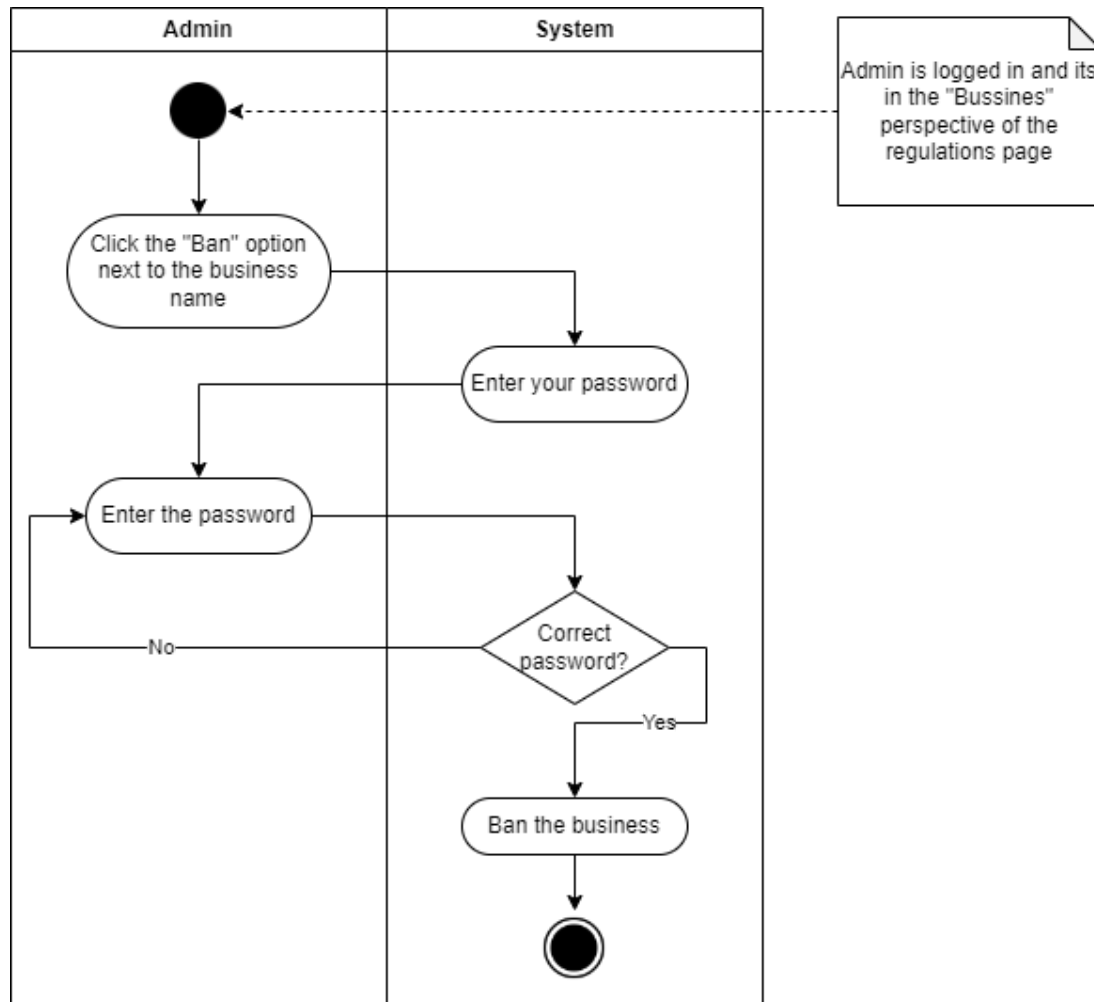 Admin
System
Admin is logged in and its
in the "Bussines"
perspective of the
regulations page
Click the "Ban" option
next to the business
name
Enter your password
Enter the password
Correct
password?
No
Yes
Ban the business